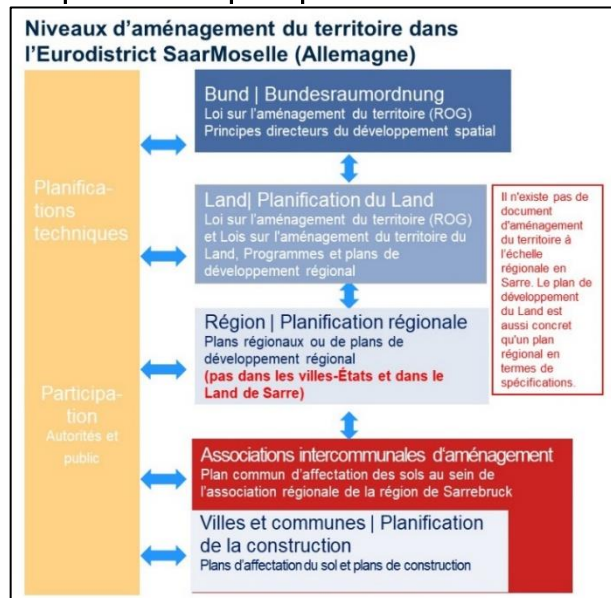 Niveaux d'aménagement du territoire dans
l'Eurodistrict SaarMoselle (Allemagne)
Planifica-
tions
techniques
Participa-
tion
Autorités et
public
Bund | Bundesraumordnung
Loi sur l'aménagement du territoire (ROG)
Principes directeurs du développement spatial
Land| Planification du Land
Loi sur l'aménagement du territoire (ROG)
et Lois sur l'aménagement du territoire du
Land, Programmes et plans de
développement régional
Il n'existe pas de
document
d'aménagement
du territoire à
l'échelle
régionale en
Sarre. Le plan de
développement
du Land est
aussi concret
qu'un plan
régional en
termes de
spécifications.
Région | Planification régionale
Plans régionaux ou de plans de
développement régional
(pas dans les villes-États et dans le
Land de Sarre)
Associations intercommunales d'aménagement
Plan commun d'affectation des sols au sein de
l'association régionale de la région de Sarrebruck
Villes et communes | Planification
de la construction
Plans d'affectation du sol et plans de construction